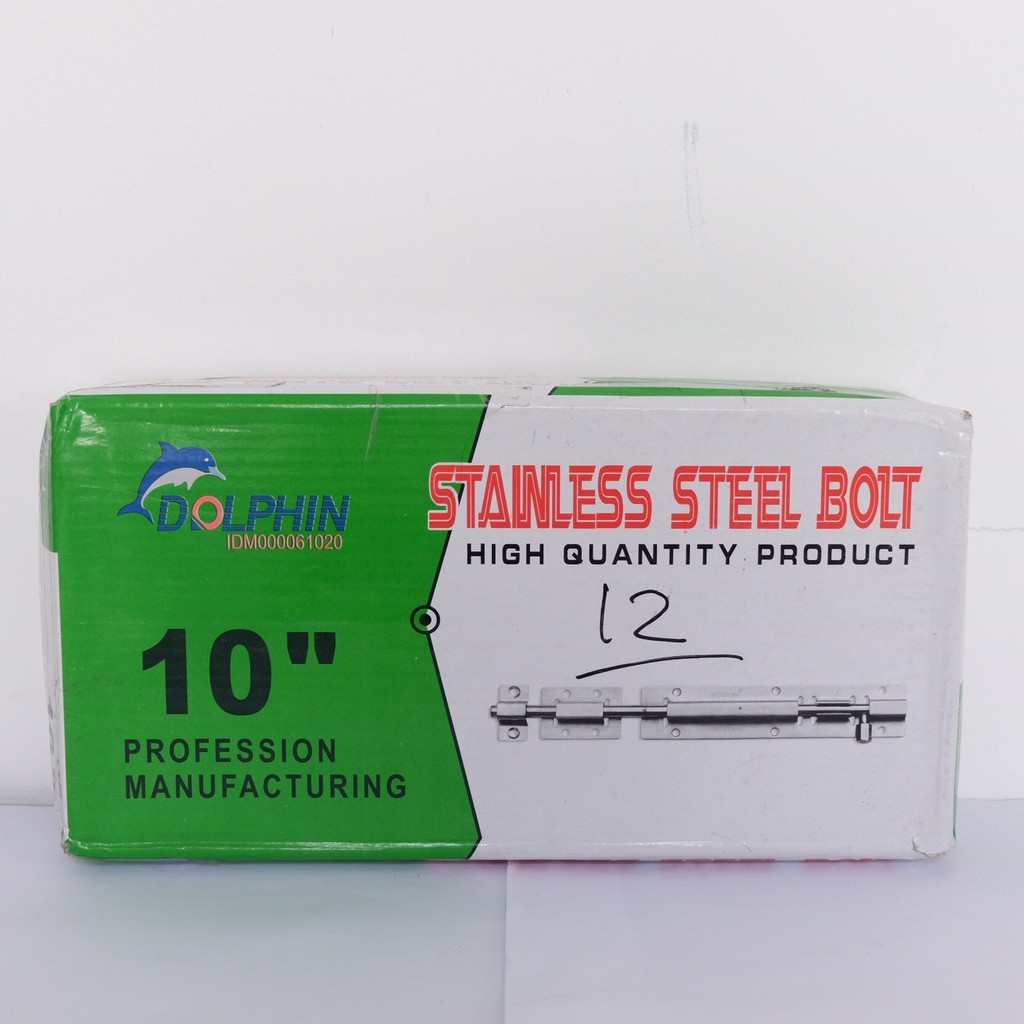 DOLPHIN
IDM000061020
10"
PROFESSION
MANUFACTURING
STAINLESS STEEL BOLT
HIGH QUANTITY PRODUCT
12